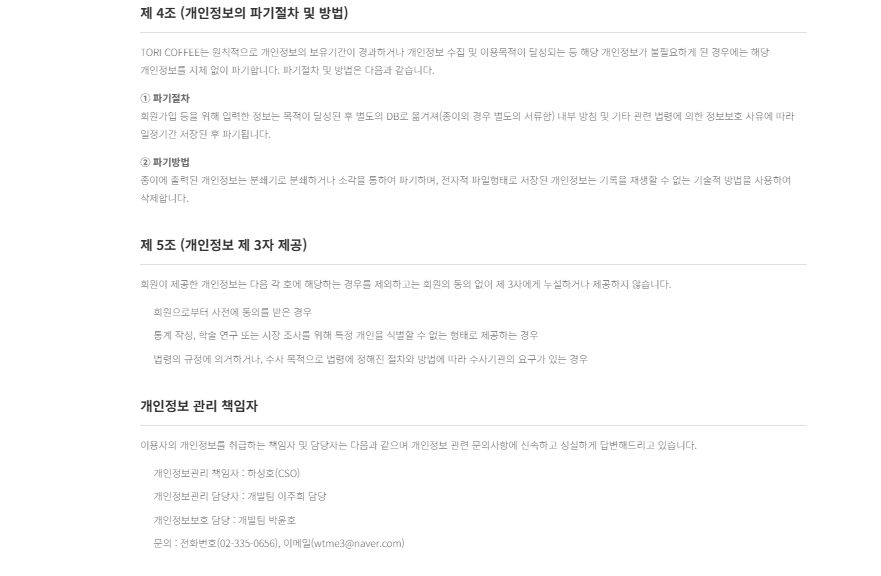 제 4조 (개인정보의 파기절차 및 방법)
TORI COFFEE는 원칙적으로 개인정보의 보유기간이 경과하거나 개인정보 수집 및 이용목적이 달성되는 등 해당 개인정보가 불필요하게 된 경우에는 해당
개인정보를 지체 없이 파기합니다. 파기절차 및 방법은 다음과 같습니다.
① 파기절차
회원가입 등을 위해 입력한 정보는 목적이 달성된 후 별도의 DB로 옮겨져(종이의 경우 별도의 서류함) 내부 방침 및 기타 관련 법령에 의한 정보보호 사유에 따라
일정기간 저장된 후 파기됩니다.
② 파기방법
종이에 출력된 개인정보는 분쇄기로 분쇄하거나 소각을 통하여 파기하며, 전자적 파일형태로 저장된 개인정보는 기록을 재생할 수 없는 기술적 방법을 사용하여
삭제합니다.
제 5조 (개인정보 제 3자 제공)
회원이 제공한 개인정보는 다음 각 호에 해당하는 경우를 제외하고는 회원의 동의 없이 제 3자에게 누설하거나 제공하지 않습니다.
회원으로부터 사전에 동의를 받은 경우
통계 작성, 학술 연구 또는 시장 조사를 위해 특정 개인을 식별할 수 없는 형태로 제공하는 경우
법령의 규정에 의거하거나, 수사 목적으로 법령에 정해진 절차와 방법에 따라 수사기관의 요구가 있는 경우
개인정보 관리 책임자
이용자의 개인정보를 취급하는 책임자 및 담당자는 다음과 같으며 개인정보 관련 문의사항에 신속하고 성실하게 답변해드리고 있습니다.
개인정보관리 책임자 : 하성호(CSO)
개인정보관리 담당자 : 개발팀 이주희 담당
개인정보보호 담당 : 개발팀 박윤호
문의 : 전화번호(02-335-0656), 이메일(wtme3@naver.com)